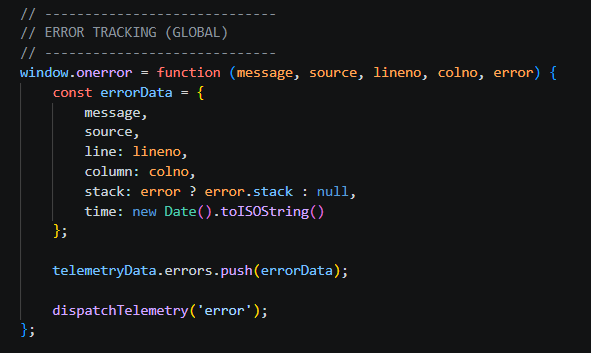 // -----------------------------
// ERROR TRACKING (GLOBAL)
// -----------------------------
window.onerror = function (message, source, lineno, colno, error) {
    const errorData = {
        message,
        source,
        line: lineno,
        column: colno,
        stack: error ? error.stack : null,
        time: new Date().toISOString()
    };

    telemetryData.errors.push(errorData);

    dispatchTelemetry('error');
};